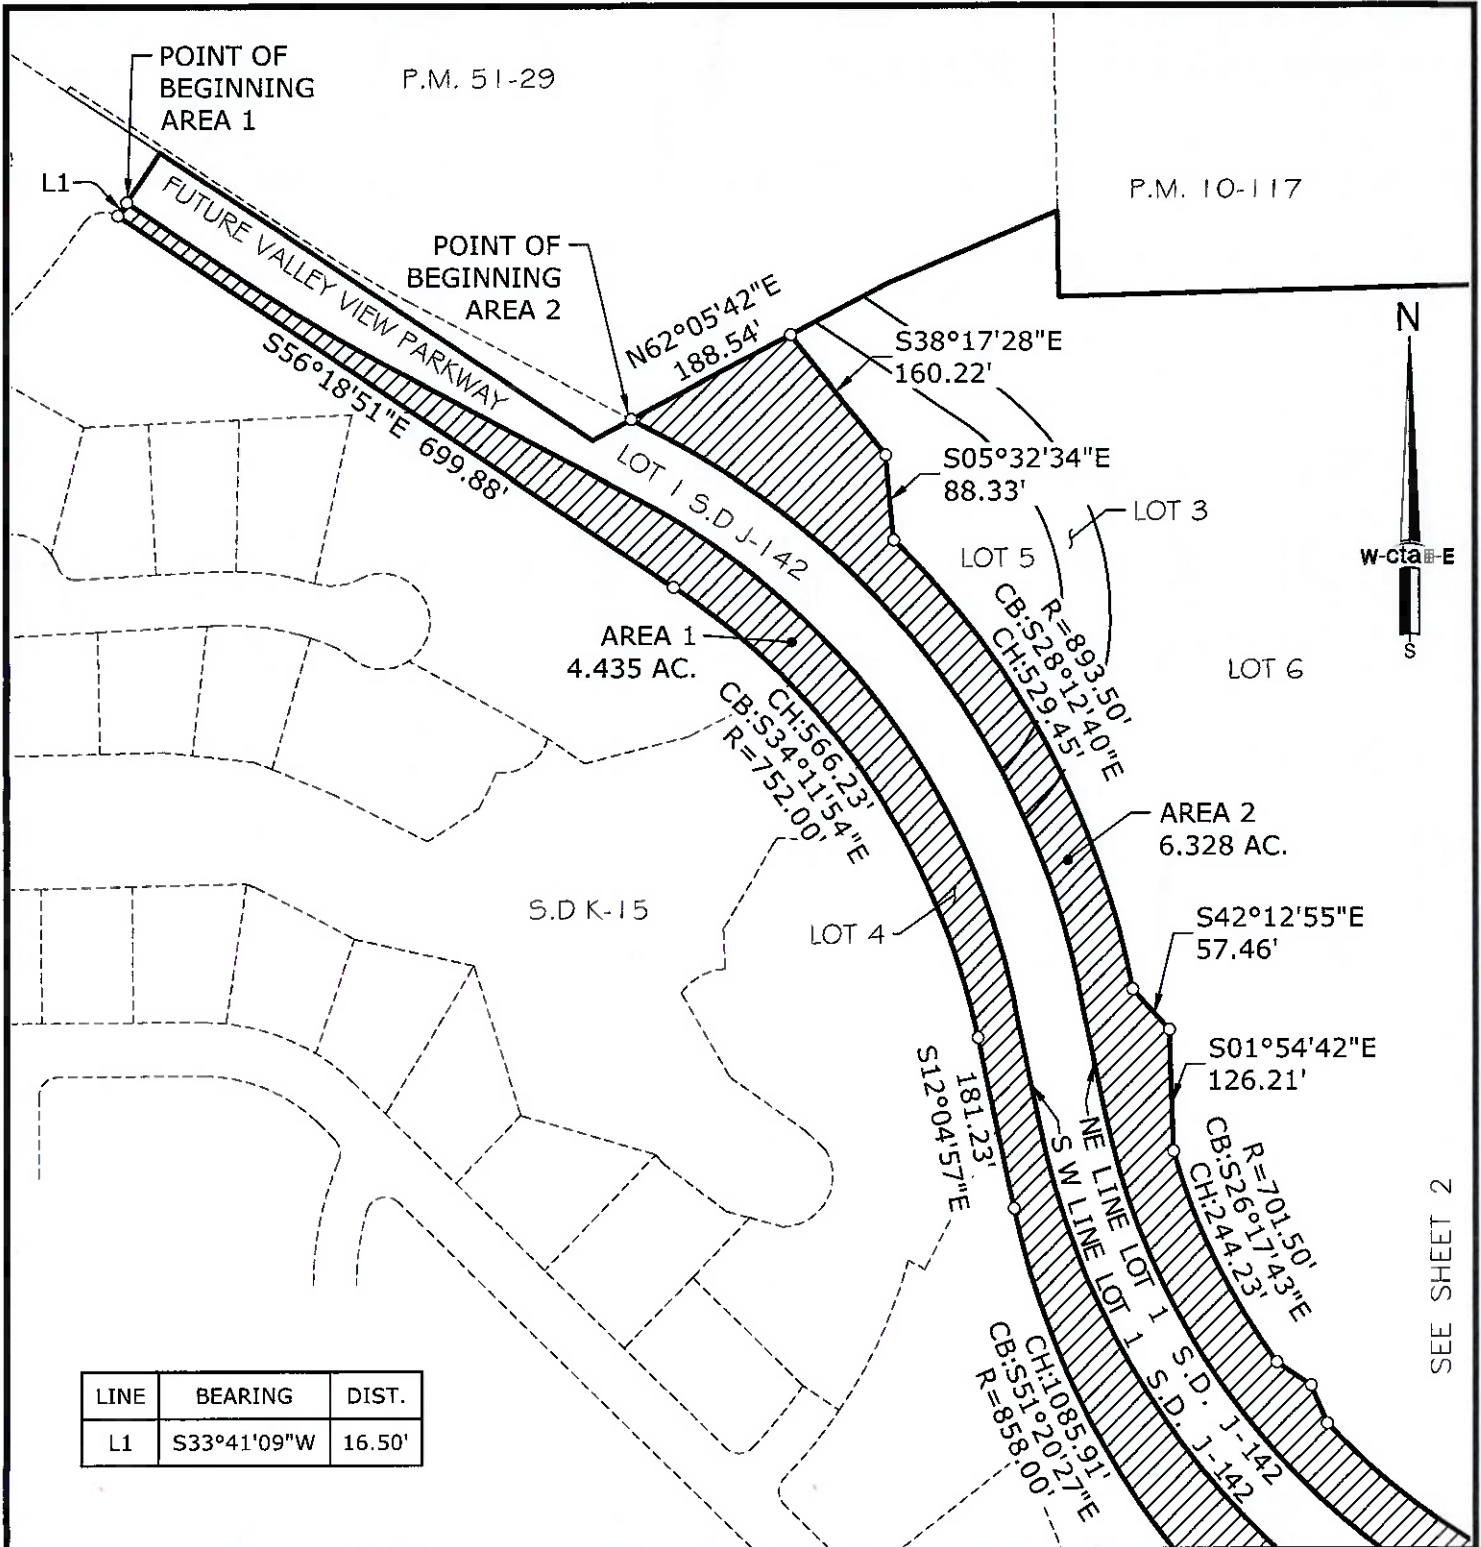 POINT OF
BEGINNING
AREA 1
P.M. 51-29
L1
P.M. 10-117
FUTURE VALLEY VIEW PARKWAY
POINT OF
BEGINNING
AREA 2
N62°05'42"E
188.54'
S38°17'28"E
160.22'
N
S56°18'51"E 699.88'
LOT 1 S.D J-142
S05°32'34"E
88.33'
LOT 3
LOT 5
W-cta-E
S
R=893.50'
CB:S28°12'40"E
CH:529.45'
AREA 1
4.435 AC.
LOT 6
CH:566.23'
CB:S34°11'54"E
R=752.00'
AREA 2
6.328 AC.
S.D K-15
LOT 4
S42°12'55"E
57.46'
S01°54'42"E
126.21'
181.23'
S12°04'57"E
R=701.50'
CB:S26°17'43"E
CH:244.23'
NE LINE LOT 1 S.D. J-142
S W LINE LOT 1 S.D. J-142
SEE SHEET 2
CH:1085.91'
CB:S51°20'27"E
R=858.00'
LINE BEARING DIST.
L1 S33°41'09"W 16.50'